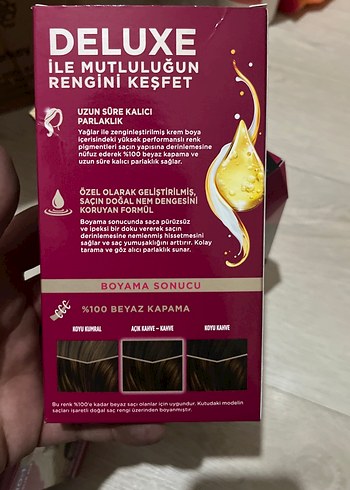 DELUXE
İLE MUTLULUĞUN
RENGİNİ KEŞFET
UZUN SÜRE KALICI
PARLAKLIK
Yağlar ile zenginleştirilmiş krem boya
içerisindeki yüksek performanslı renk
pigmentleri saçın yapısına derinlemesine
nüfuz ederek %100 beyaz kapama ve
uzun süre kalıcı parlaklık sağlar.
ÖZEL OLARAK GELİŞTİRİLMİŞ,
SAÇIN DOĞAL NEM DENGESİNİ
KORUYAN FORMÜL
Boyama sonucunda saça pürüzsüz
ve ipeksi bir doku vererek saçın
derinlemesine nemlenmiş hissetmesini
sağlar ve saç yumuşaklığını arttırır. Kolay
tarama ve göz alıcı parlaklık sunar.
BOYAMA SONUCU
%100 BEYAZ KAPAMA
KOYU KUMRAL AÇIK KAHVE – KAHVE KOYU KAHVE
Bu renk %100'e kadar beyaz saçı olanlar için uygundur. Kutudaki modelin
saçları işaretli doğal saç rengi üzerinden boyanmıştır.